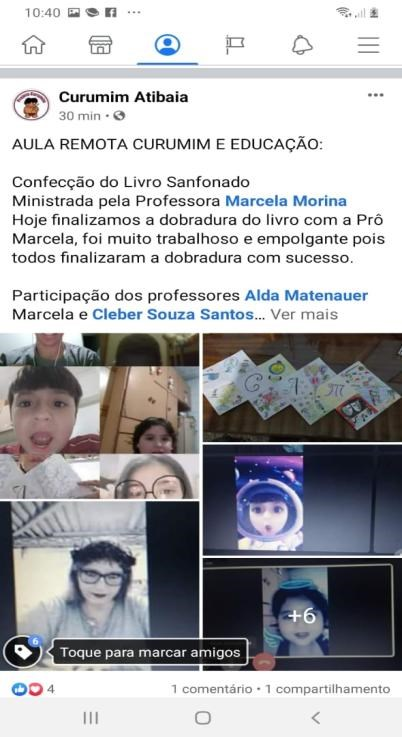 10:40
Curumim Atibaia
30 min
AULA REMOTA CURUMIM E EDUCAÇÃO:
Confecção do Livro Sanfonado
Ministrada pela Professora Marcela Morina
Hoje finalizamos a dobradura do livro com a Prô
Marcela, foi muito trabalhoso e empolgante pois
todos finalizaram a dobradura com sucesso.
Participação dos professores Alda Matenauer
Marcela e Cleber Souza Santos... Ver mais
+6
6
Toque para marcar amigos
4
1 comentário • 1 compartilhamento